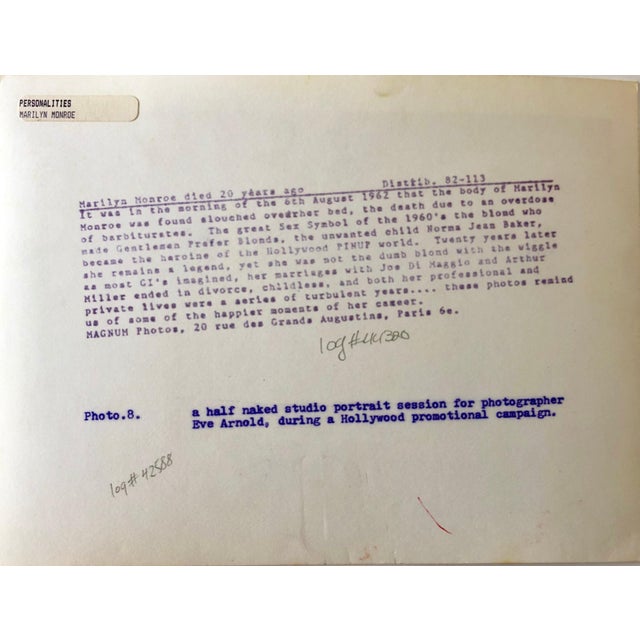 PERSONALITIES
MARILYN MONROE
Marilyn Monroe died 20 years ago Distrib. 82-113
It was in the morning of the 6th August 1962 that the body of Marilyn
Monroe was found slouched over her bed, the death due to an overdose
of barbiturates. The great Sex Symbol of the 1960's the blond who
made Gentlemen Prefer Blonds, the unwanted child Norma Jean Baker,
became the heroine of the Hollywood PINUP world. Twenty years later
she remains a legend, yet she was not the dumb blond with the wiggle
as most GI's imagined, her marriages with Joe Di Maggio and Arthur
Miller ended in divorce, childless, and both her professional and
private lives were a series of turbulent years.... these photos remind
us of some of the happier moments of her career.
MAGNUM Photos, 20 rue des Grands Augustins, Paris 6e.
log#
Photo.8. a half naked studio portrait session for photographer
Eve Arnold, during a Hollywood promotional campaign.
log# 42588